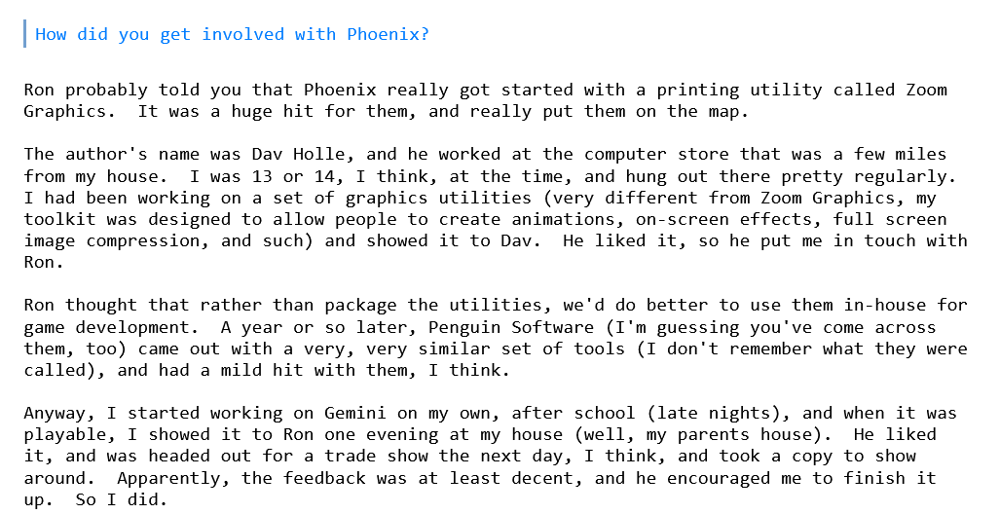 How did you get involved with Phoenix?
Ron probably told you that Phoenix really got started with a printing utility called Zoom
Graphics.  It was a huge hit for them, and really put them on the map.
The author's name was Dav Holle, and he worked at the computer store that was a few miles
from my house.  I was 13 or 14, I think, at the time, and hung out there pretty regularly.
I had been working on a set of graphics utilities (very different from Zoom Graphics, my
toolkit was designed to allow people to create animations, on-screen effects, full screen
image compression, and such) and showed it to Dav.  He liked it, so he put me in touch with
Ron.
Ron thought that rather than package the utilities, we'd do better to use them in-house for
game development.  A year or so later, Penguin Software (I'm guessing you've come across
them, too) came out with a very, very similar set of tools (I don't remember what they were
called), and had a mild hit with them, I think.
Anyway, I started working on Gemini on my own, after school (late nights), and when it was
playable, I showed it to Ron one evening at my house (well, my parents house).  He liked
it, and was headed out for a trade show the next day, I think, and took a copy to show
around.  Apparently, the feedback was at least decent, and he encouraged me to finish it
up.  So I did.